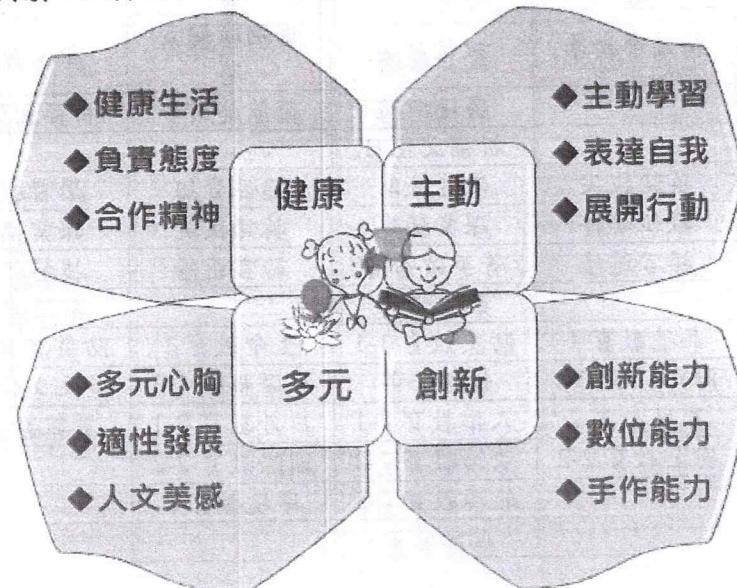 ◆健康生活
◆負責態度
◆合作精神
健康
主動
◆主動學習
◆表達自我
◆展開行動
◆多元心胸
◆適性發展
◆人文美感
多元
創新
◆創新能力
◆數位能力
◆手作能力